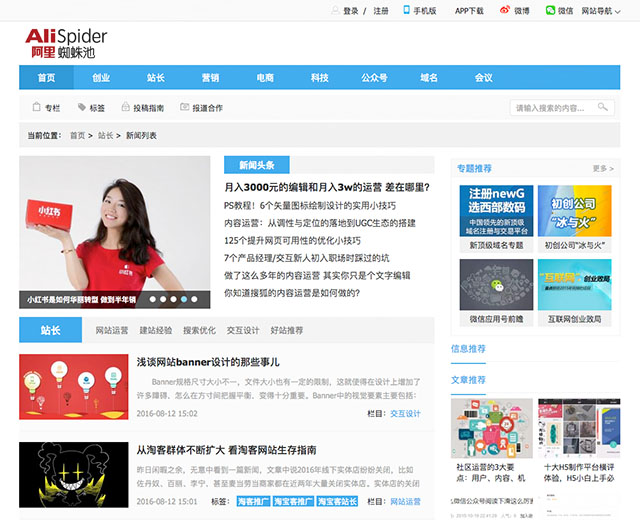 登录 / 注册 手机版 APP下载 微博 微信 网站导航
AliSpider
阿里 蜘蛛池
首页 创业 站长 营销 电商 科技 公众号 域名 会议
专栏 标签 投稿指南 报道合作 请输入搜索的内容...
当前位置： 首页 > 站长 > 新闻列表
小红书
小红书
小红书是如何华丽转型 做到半年销
新闻头条
月入3000元的编辑和月入3w的运营 差在哪里?
PS教程！6个矢量图标绘制设计的实用小技巧
内容运营：从调性与定位的落地到UGC生态的搭建
125个提升网页可用性的优化小技巧
7个产品经理/交互新人初入职场时踩过的坑
做了这么多年的内容运营 其实你只是个文字编辑
你知道搜狐的内容运营是如何做的?
专题推荐 更多 >
注册newG
选西部数码
中国领先的新顶级
域名注册与交易平台
新顶级域名专题
初创公司
“冰与火”
初创公司“冰与火”
微信应用号前瞻
“互联网”创业政局
互联网创业政局
站长 网站运营 建站经验 搜索优化 交互设计 好站推荐
浅谈网站banner设计的那些事儿
Banner规格尺寸大小不一，文件大小也有一定的限制，这就使得在设计上增加了
许多障碍，怎么在方寸间把握平衡，变得十分重要。Banner中的视觉要素主要包括:
2016-08-12 15:02 栏目：交互设计
从淘客群体不断扩大 看淘客网站生存指南
昨日闲暇之余，无意中看到一篇新闻，文章中说2016年线下实体店纷纷关闭。比如
佐丹奴、百丽、李宁、甚至麦当劳当商家都在近两年大量关闭实体店。实体店的关闭
2016-08-12 15:01 标签：淘客推广 淘宝客推广 淘宝客站长 栏目：网站运营
信息推荐
文章推荐
社区运营的3大要
点：用户、内容、机
十大H5制作平台横评
体验，H5小白上手必
么微信公众号阅读下滑这么厉